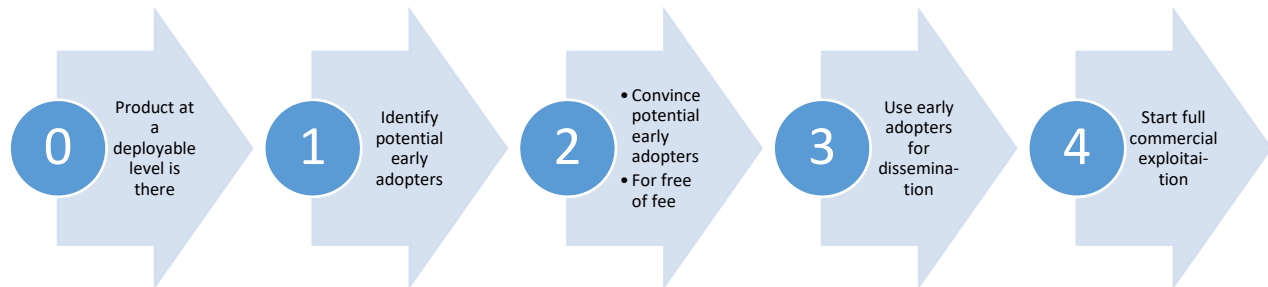 0
Product at
a
deployable
level is
there
1
Identify
potential
early
adopters
2
• Convince
potential
early
adopters
• For free
of fee
3
Use early
adopters
for
dissemina-
tion
4
Start full
commercial
exploitai-
tion